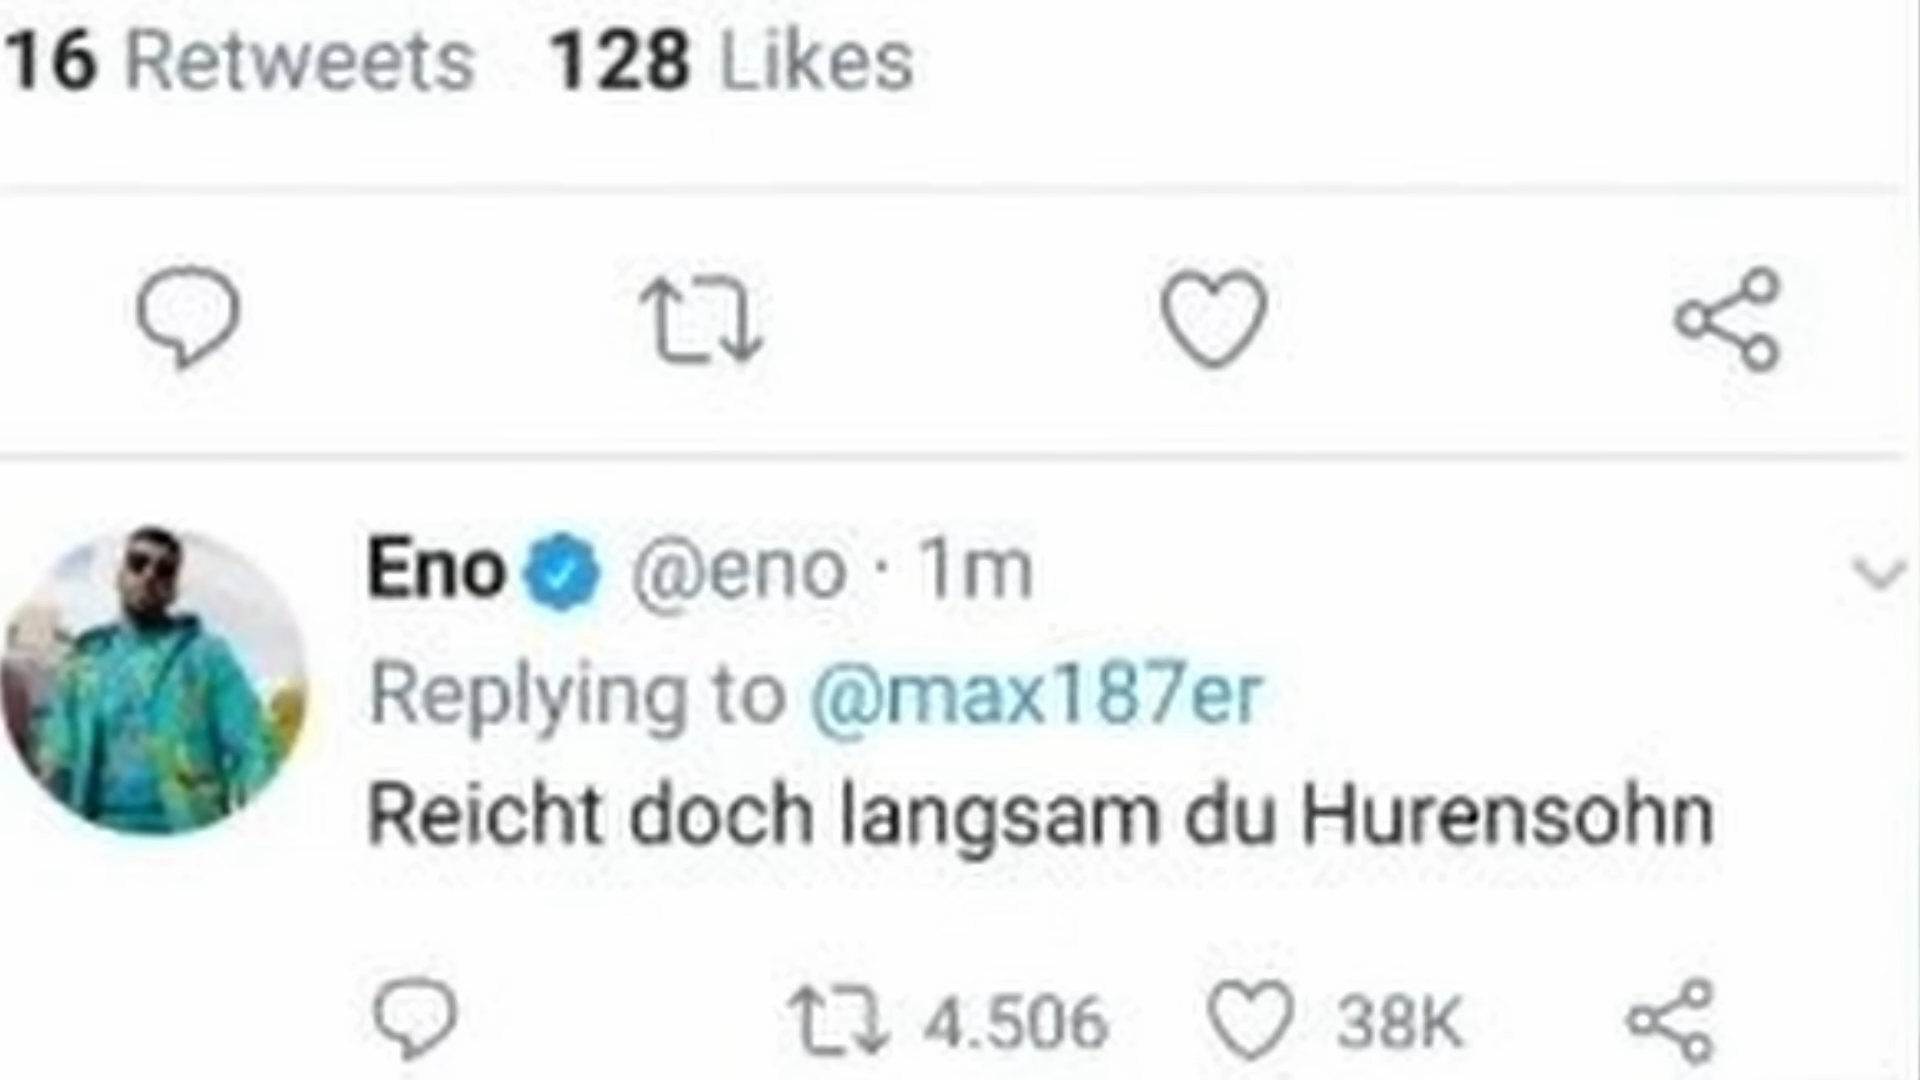 16 Retweets 128 Likes
Eno @eno · 1m
Replying to @max187er
Reicht doch langsam du Hurensohn
4.506 38K